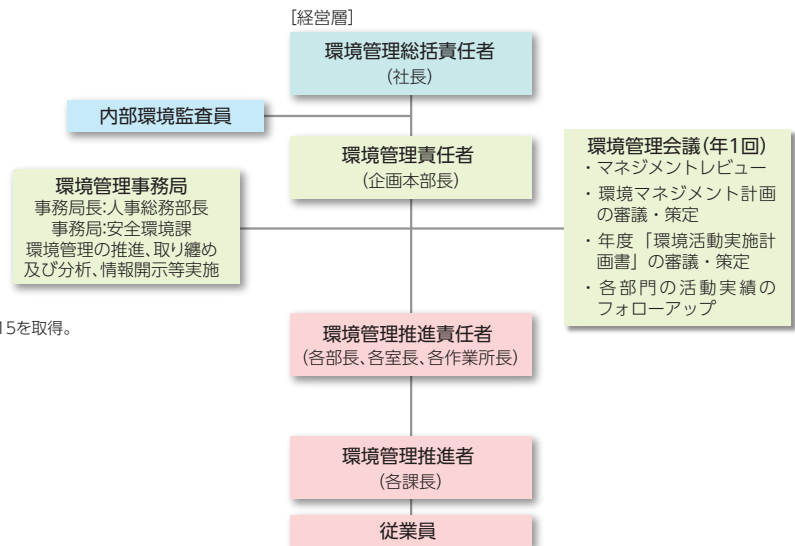 [経営層]
環境管理総括責任者
(社長)
内部環境監査員
環境管理責任者
(企画本部長)
環境管理事務局
事務局長:人事総務部長
事務局:安全環境課
環境管理の推進、取り纏め
及び分析、情報開示等実施
環境管理会議(年1回)
・マネジメントレビュー
・環境マネジメント計画
の審議・策定
・年度「環境活動実施計
画書」の審議・策定
・各部門の活動実績の
フォローアップ
15を取得。
環境管理推進責任者
(各部長、各室長、各作業所長)
環境管理推進者
(各課長)
従業員